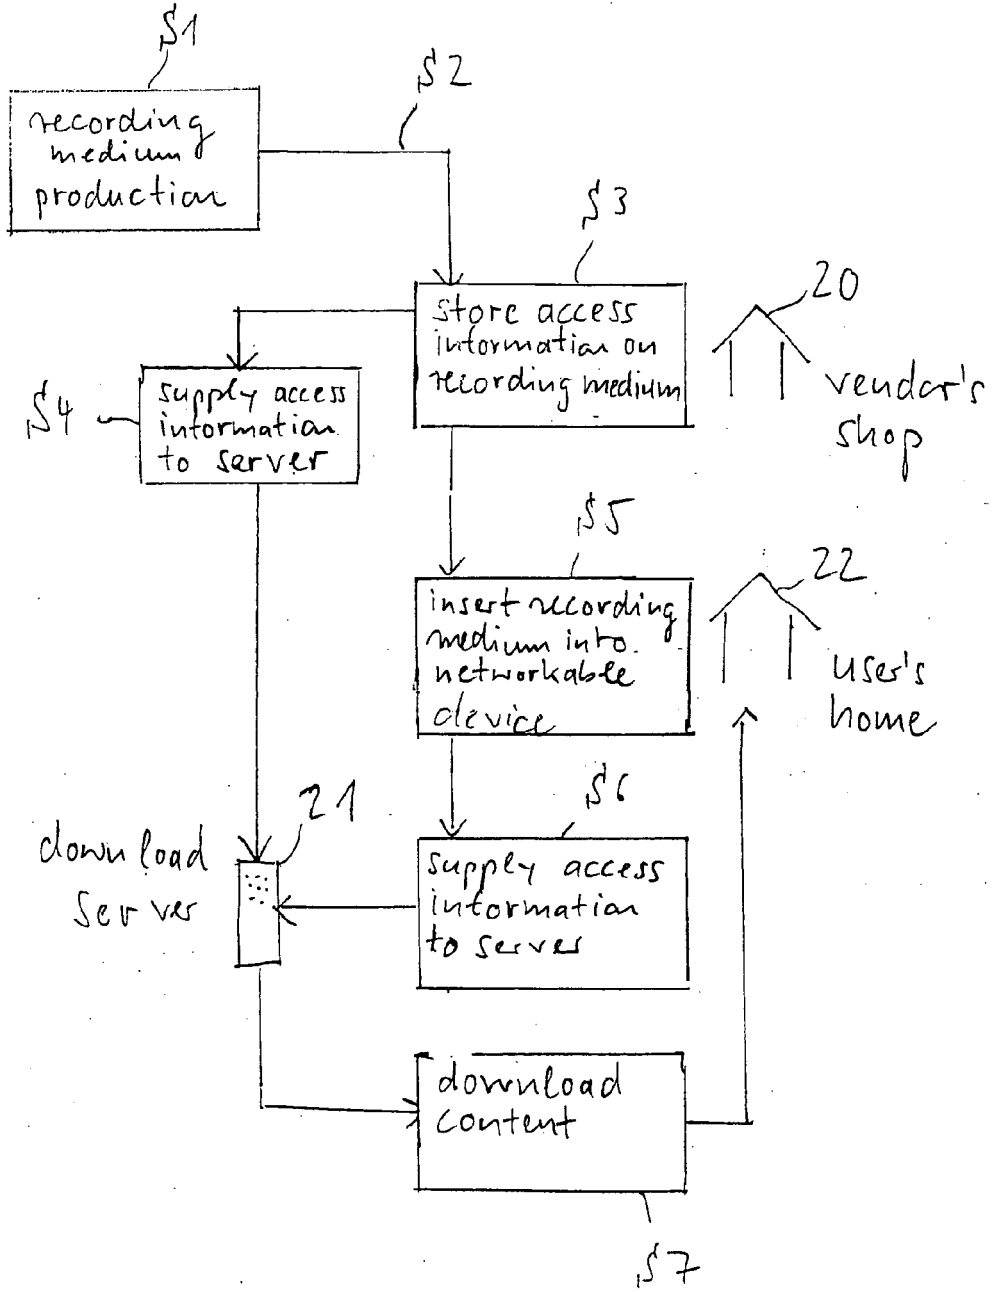 S1
S2
recording
medium
production
S3
20
store access
information on
recording medium
vendor's
shop
S4
supply access
information
to server
S5
22
insert recording
medium into
networkable
device
user's
home
S6
21
download
server
supply access
information
to server
download
content
S7